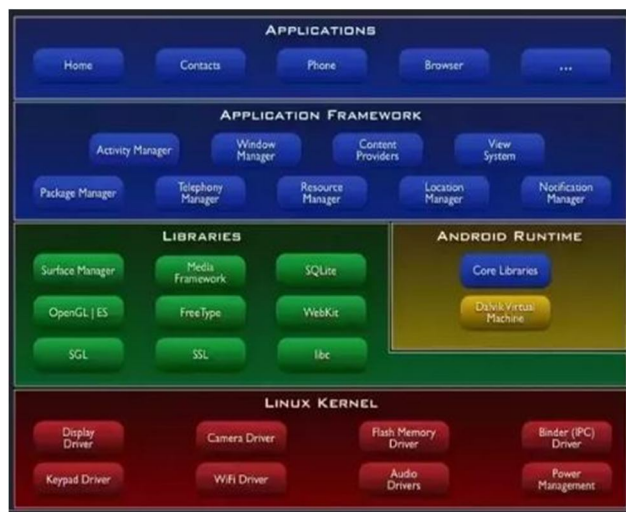 APPLICATIONS
Home
Contacts
Phone
Browser
...
APPLICATION FRAMEWORK
Activity Manager
Window
Manager
Content
Providers
View
System
Package Manager
Telephony
Manager
Resource
Manager
Location
Manager
Notification
Manager
LIBRARIES
Surface Manager
Media
Framework
SQLite
OpenGL | ES
FreeType
WebKit
SGL
SSL
libc
ANDROID RUNTIME
Core Libraries
Dalvik Virtual
Machine
LINUX KERNEL
Display
Driver
Camera Driver
Flash Memory
Driver
Binder (IPC)
Driver
Keypad Driver
WiFi Driver
Audio
Drivers
Power
Management